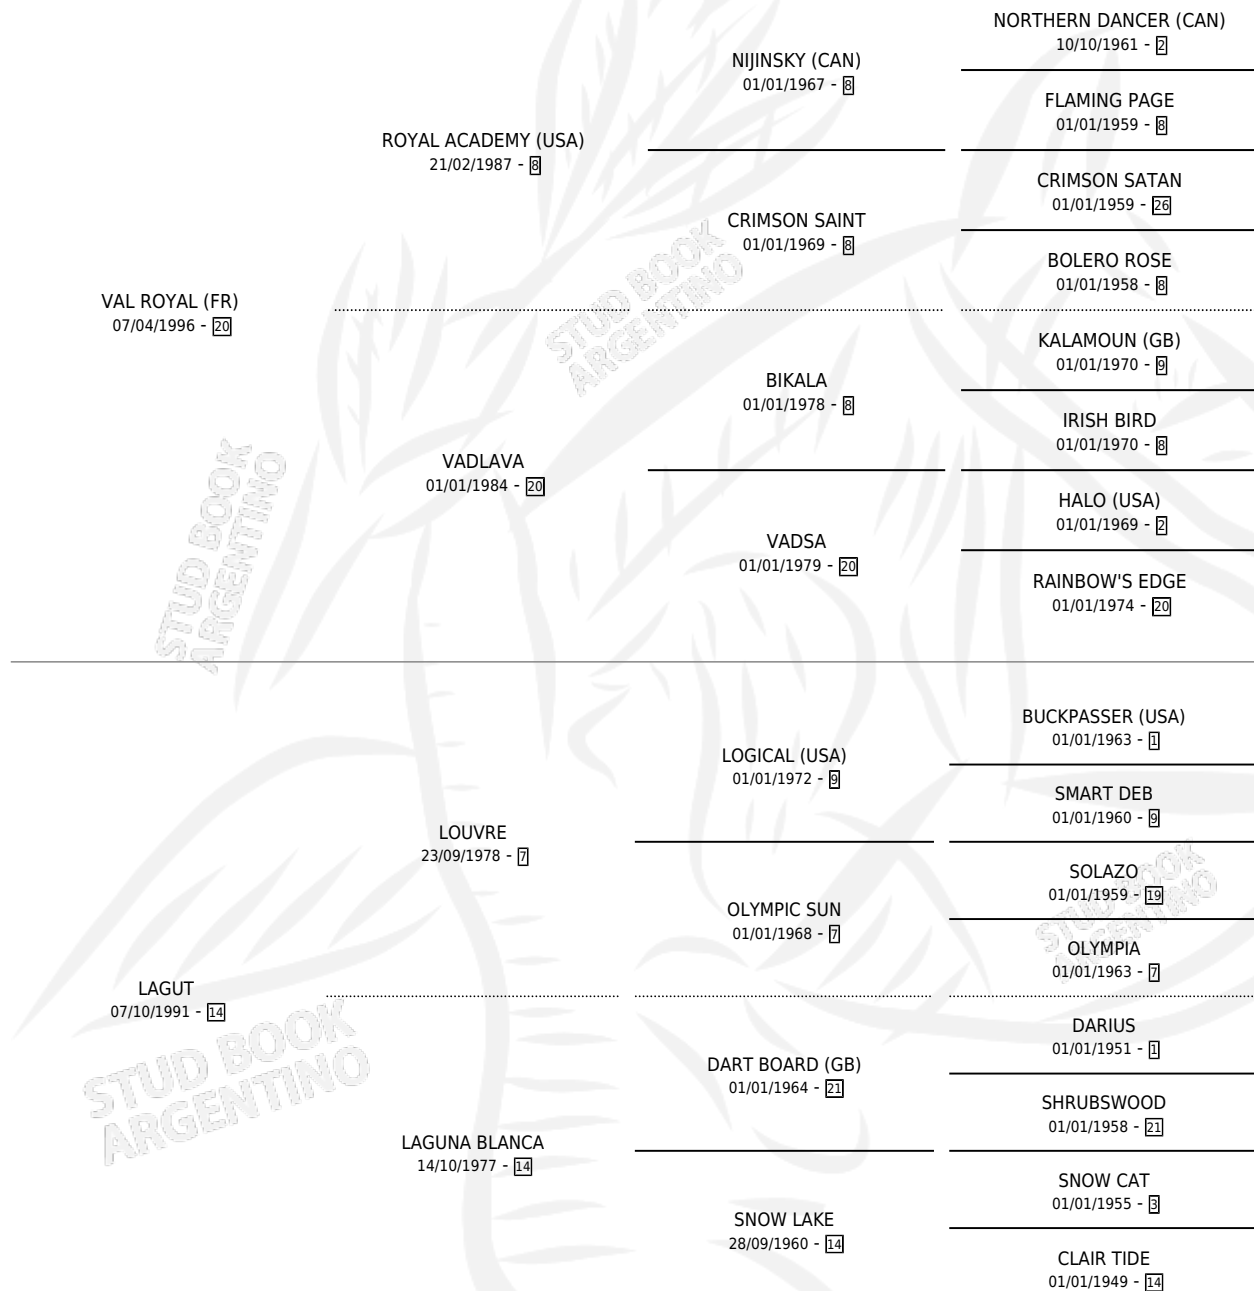 NORTHERN DANCER (CAN)
10/10/1961 - 2
NIJINSKY (CAN)
01/01/1967 - 8
FLAMING PAGE
01/01/1959 - 8
ROYAL ACADEMY (USA)
21/02/1987 - 8
CRIMSON SATAN
01/01/1959 - 26
CRIMSON SAINT
01/01/1969 - 8
BOLERO ROSE
01/01/1958 - 8
VAL ROYAL (FR)
07/04/1996 - 20
KALAMOUN (GB)
01/01/1970 - 9
BIKALA
01/01/1978 - 8
IRISH BIRD
01/01/1970 - 8
VADLAVA
01/01/1984 - 20
HALO (USA)
01/01/1969 - 2
VADSA
01/01/1979 - 20
RAINBOW'S EDGE
01/01/1974 - 20
BUCKPASSER (USA)
01/01/1963 - 1
LOGICAL (USA)
01/01/1972 - 9
SMART DEB
01/01/1960 - 9
LOUVRE
23/09/1978 - 7
SOLAZO
01/01/1959 - 19
OLYMPIC SUN
01/01/1968 - 7
OLYMPIA
01/01/1963 - 7
LAGUT
07/10/1991 - 14
DARIUS
01/01/1951 - 1
DART BOARD (GB)
01/01/1964 - 21
SHRUBSWOOD
01/01/1958 - 21
LAGUNA BLANCA
14/10/1977 - 14
SNOW CAT
01/01/1955 - 3
SNOW LAKE
28/09/1960 - 14
CLAIR TIDE
01/01/1949 - 14
STUD BOOK
ARGENTINO
STUD BOOK
ARGENTINO
STUD BOOK
ARGENTINO
STUD BOOK
ARGENTINO